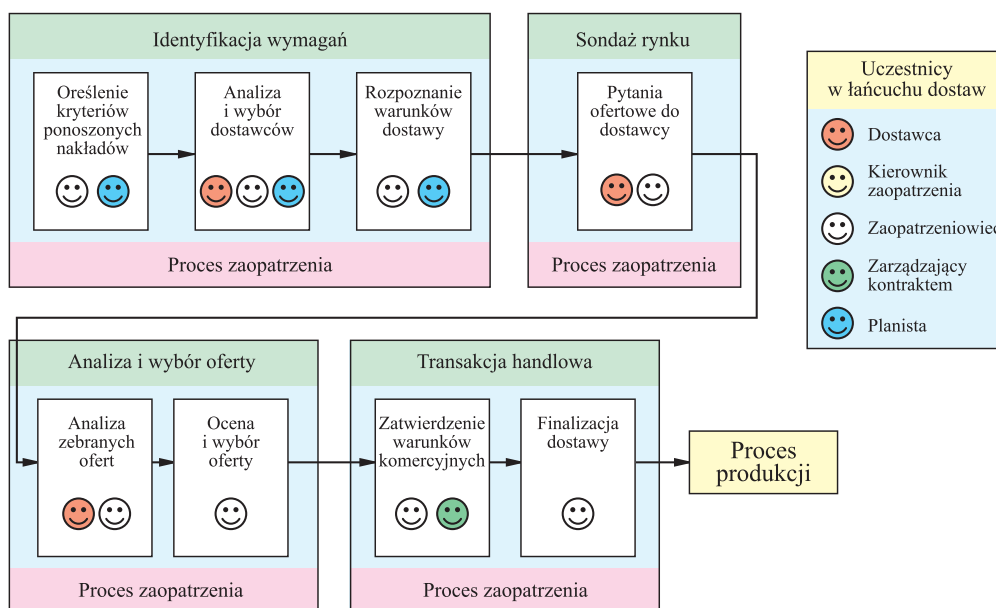 Identyfikacja wymagań
Oreślenie
kryteriów
ponoszonych
nakładów
Analiza
i wybór
dostawców
Rozpoznanie
warunków
dostawy
Proces zaopatrzenia
Sondaż rynku
Pytania
ofertowe do
dostawcy
Proces zaopatrzenia
Uczestnicy
w łańcuchu dostaw
Dostawca
Kierownik
zaopatrzenia
Zaopatrzeniowiec
Zarządzający
kontraktem
Planista
Analiza i wybór oferty
Analiza
zebranych
ofert
Ocena
i wybór
oferty
Proces zaopatrzenia
Transakcja handlowa
Zatwierdzenie
warunków
komercyjnych
Finalizacja
dostawy
Proces zaopatrzenia
Proces
produkcji